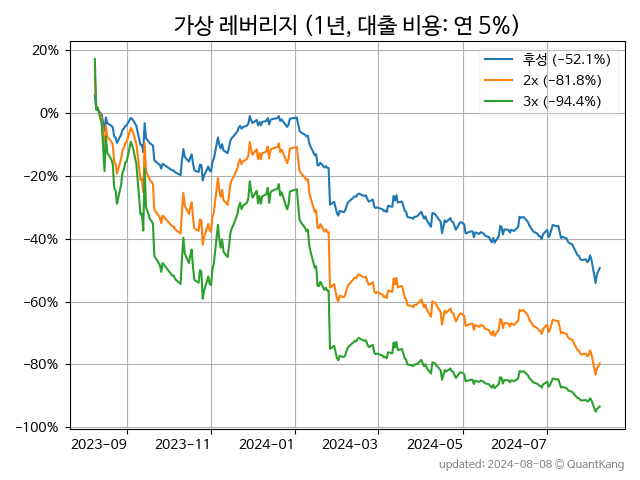 가상 레버리지 (1년, 대출 비용: 연 5%)
20%
0%
−20%
−40%
−60%
−80%
−100%
후성 (−52.1%)
2x (−81.8%)
3x (−94.4%)
2023-09
2023-11
2024-01
2024-03
2024-05
2024-07
updated: 2024-08-08 © QuantKang